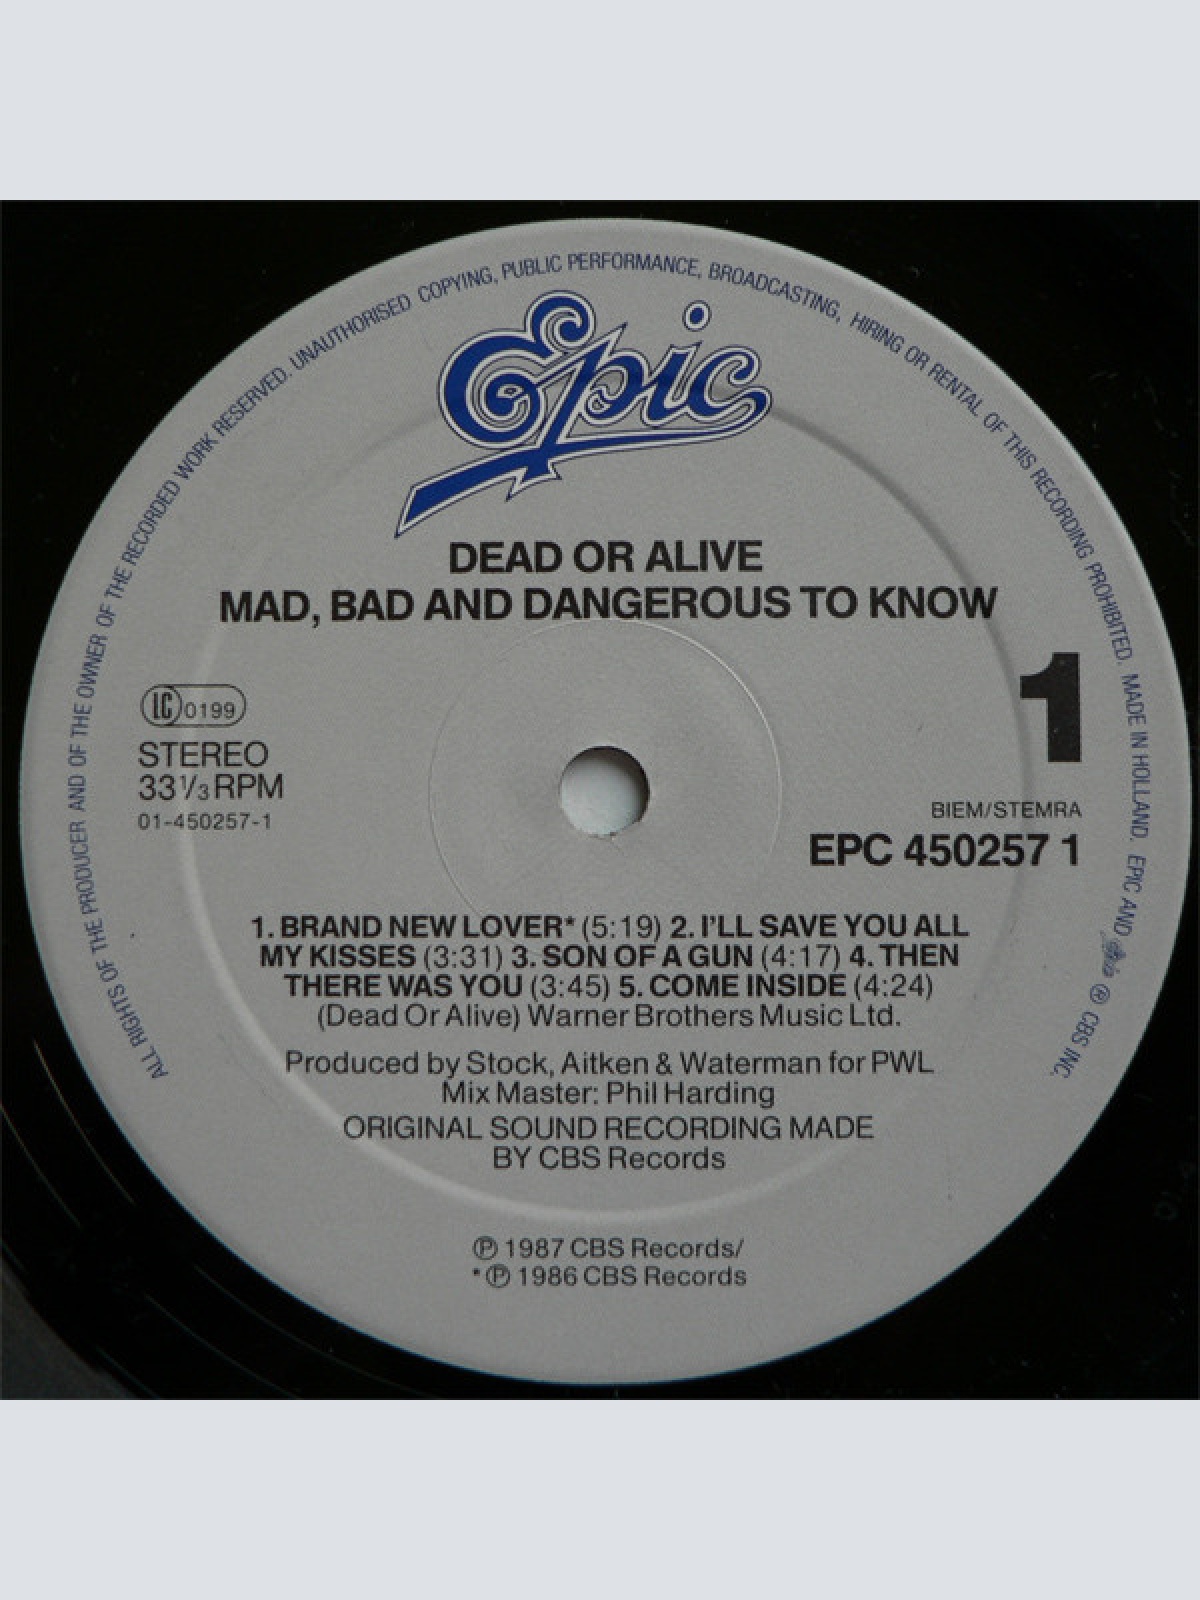 ALL RIGHTS OF THE PRODUCER AND OF THE OWNER OF THE RECORDED WORK RESERVED. UNAUTHORISED COPYING, PUBLIC PERFORMANCE, BROADCASTING, HIRING OR RENTAL OF THIS RECORDING PROHIBITED. MADE IN HOLLAND. EPIC AND Epic ® CBS INC.
Epic
DEAD OR ALIVE
MAD, BAD AND DANGEROUS TO KNOW
1
LC 0199
STEREO
33⅓ RPM
01-450257-1
BIEM/STEMRA
EPC 450257 1
1. BRAND NEW LOVER* (5:19) 2. I'LL SAVE YOU ALL
MY KISSES (3:31) 3. SON OF A GUN (4:17) 4. THEN
THERE WAS YOU (3:45) 5. COME INSIDE (4:24)
(Dead Or Alive) Warner Brothers Music Ltd.
Produced by Stock, Aitken & Waterman for PWL
Mix Master: Phil Harding
ORIGINAL SOUND RECORDING MADE
BY CBS Records
℗ 1987 CBS Records/
*℗ 1986 CBS Records